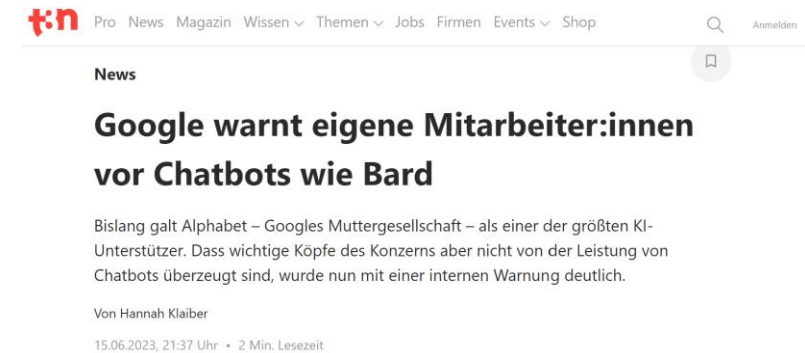 t3n Pro News Magazin Wissen Themen Jobs Firmen Events Shop Anmelden
News
Google warnt eigene Mitarbeiter:innen
vor Chatbots wie Bard
Bislang galt Alphabet – Googles Muttergesellschaft – als einer der größten KI-
Unterstützer. Dass wichtige Köpfe des Konzerns aber nicht von der Leistung von
Chatbots überzeugt sind, wurde nun mit einer internen Warnung deutlich.
Von Hannah Klaiber
15.06.2023, 21:37 Uhr • 2 Min. Lesezeit